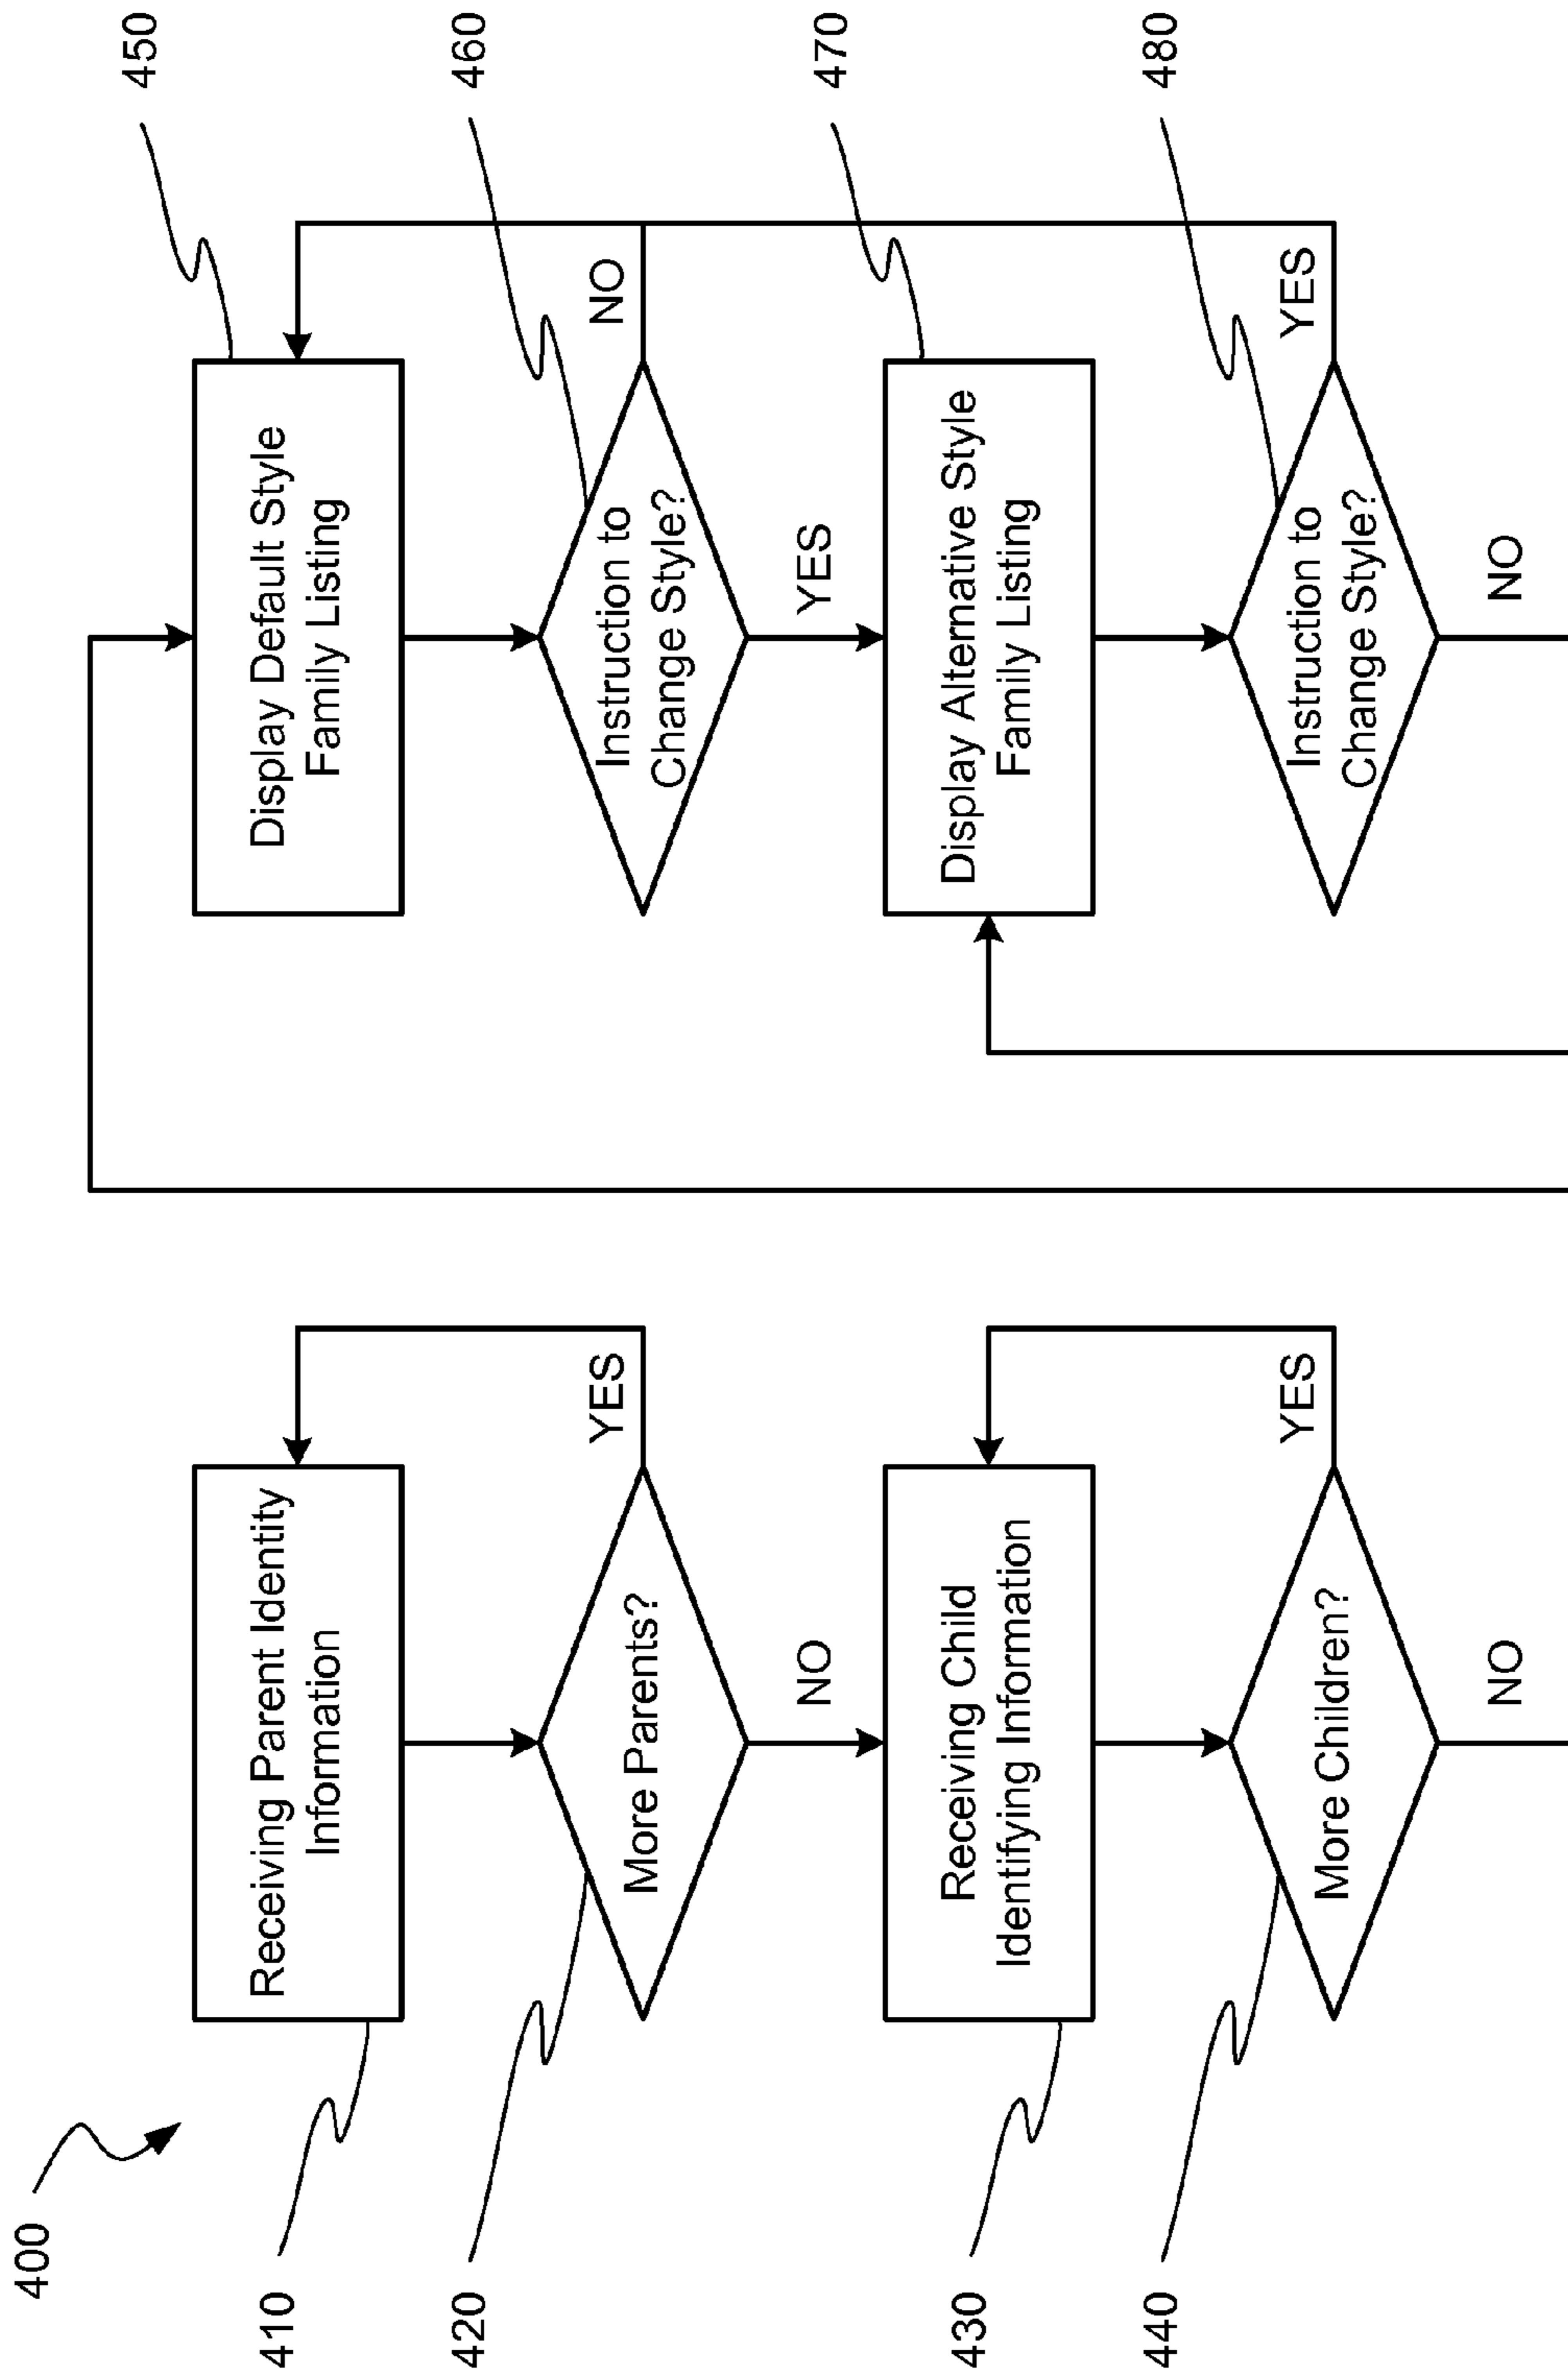 400
410
Receiving Parent Identity
Information
420
More Parents?
YES
NO
430
Receiving Child
Identifying Information
440
More Children?
YES
NO
450
Display Default Style
Family Listing
460
Instruction to
Change Style?
NO
YES
470
Display Alternative Style
Family Listing
480
Instruction to
Change Style?
YES
NO